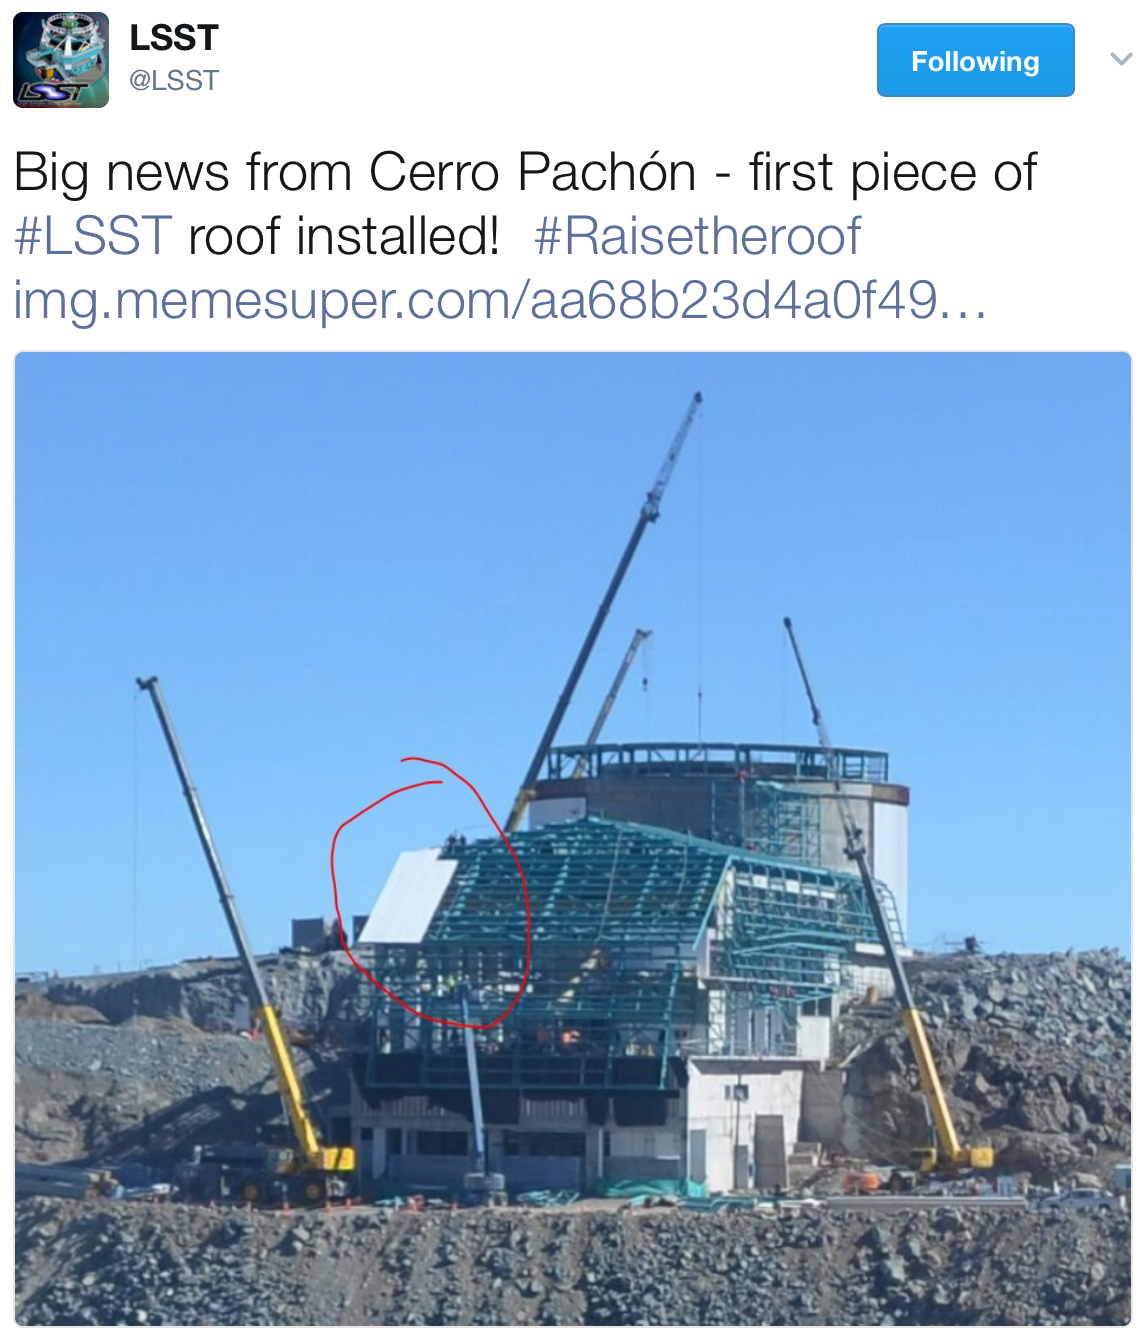 LSST
@LSST
Following
LSST
Big news from Cerro Pachón - first piece of
#LSST roof installed! #Raisetheroof
img.memesuper.com/aa68b23d4a0f49…